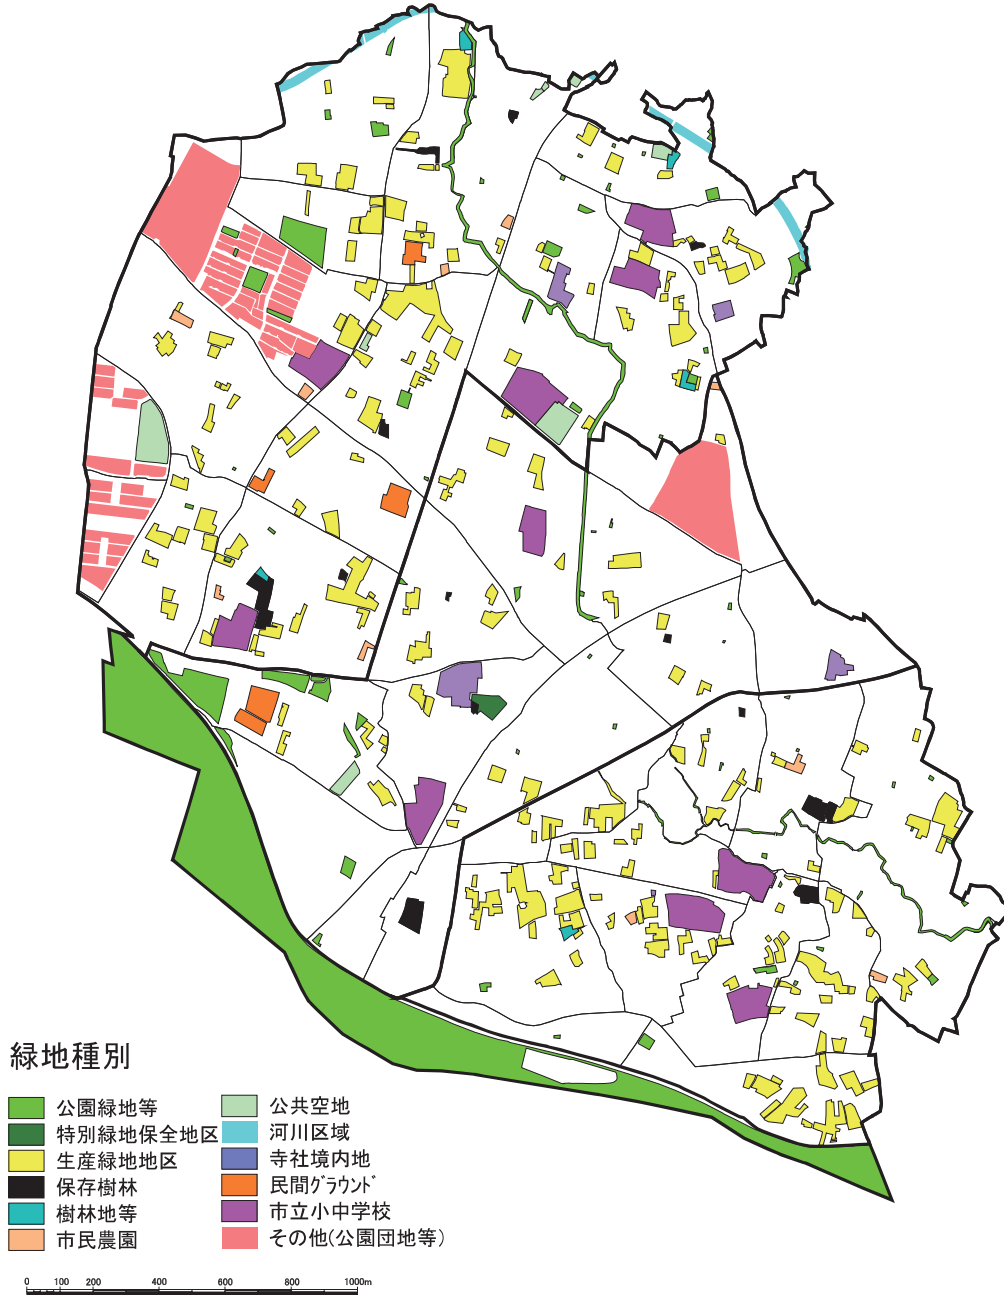 緑地種別
公園緑地等
特別緑地保全地区
生産緑地地区
保存樹林
樹林地等
市民農園
公共空地
河川区域
寺社境内地
民間ｸﾞﾗｳﾝﾄﾞ
市立小中学校
その他(公園団地等)
0 100 200 400 600 800 1000m